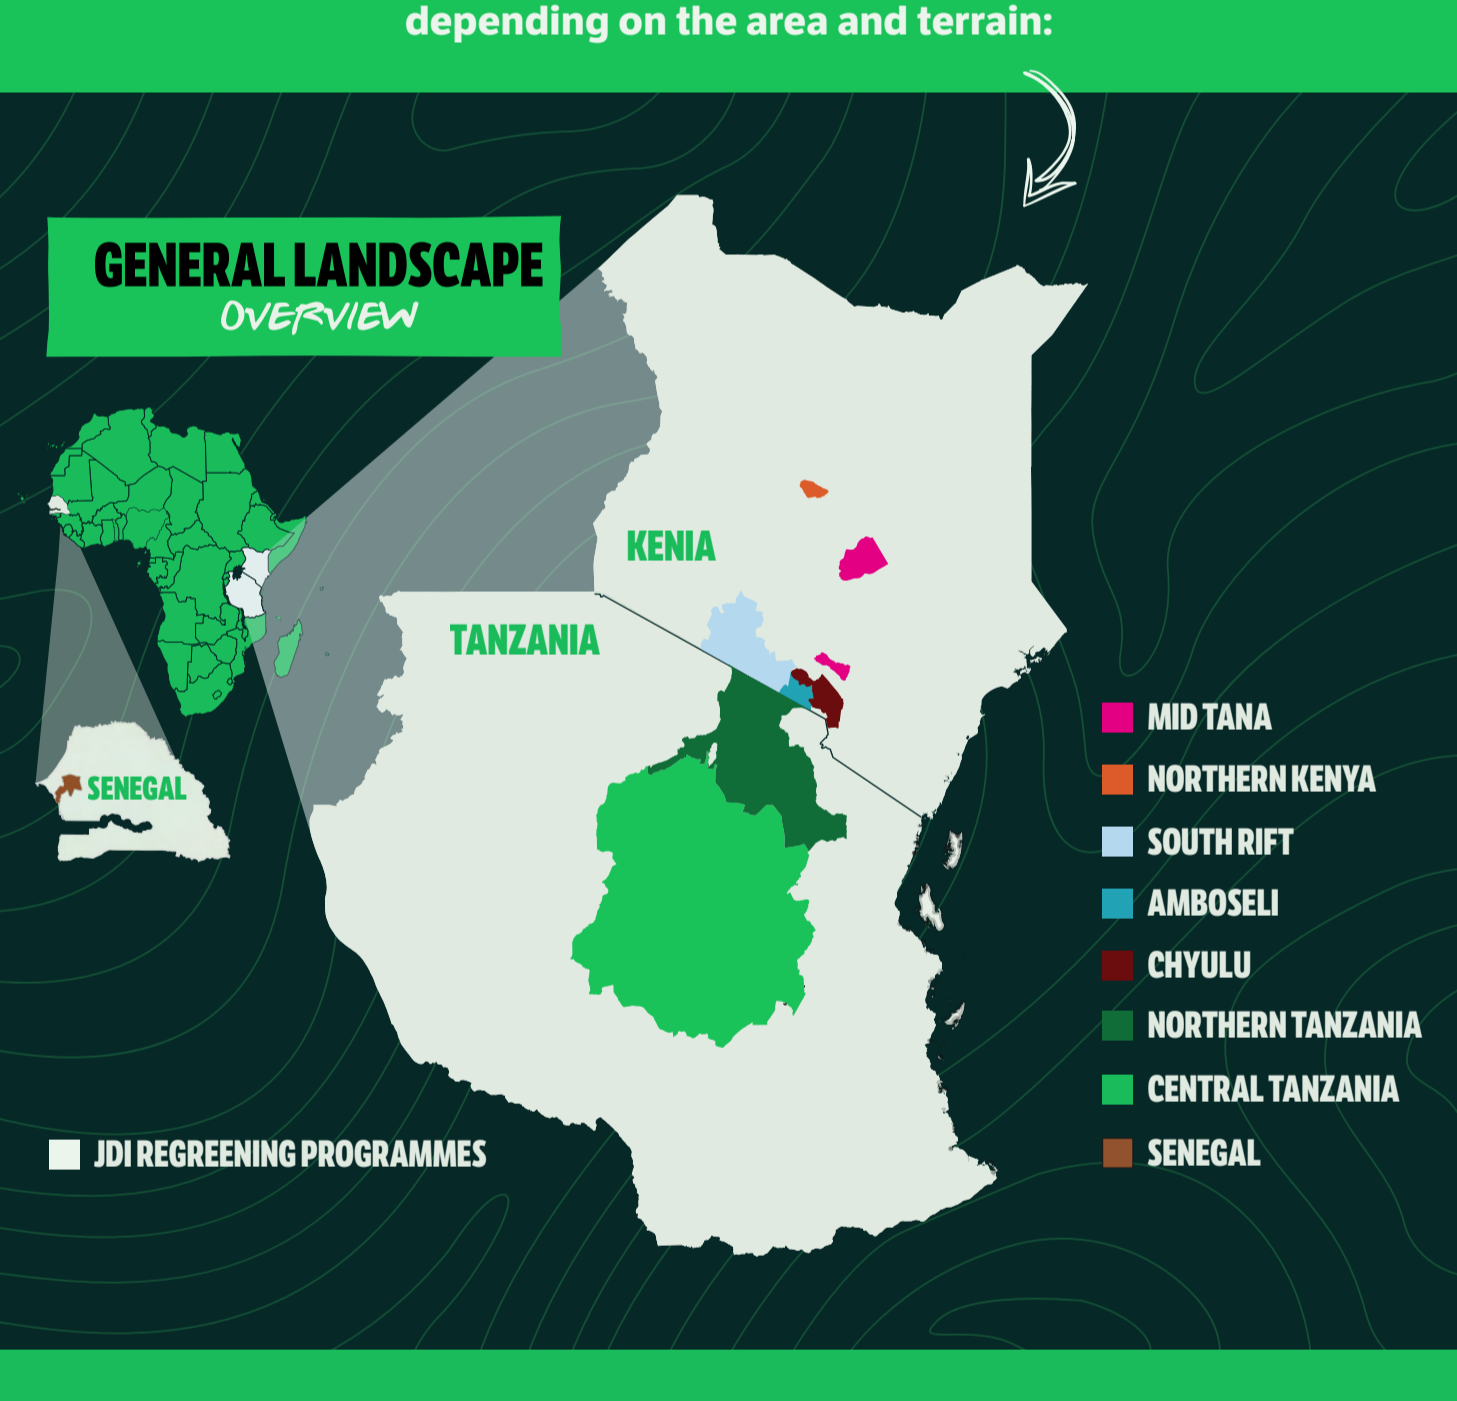 depending on the area and terrain:
GENERAL LANDSCAPE
OVERVIEW
KENIA
TANZANIA
SENEGAL
MID TANA
NORTHERN KENYA
SOUTH RIFT
AMBOSELI
CHYULU
NORTHERN TANZANIA
CENTRAL TANZANIA
SENEGAL
JDI REGREENING PROGRAMMES